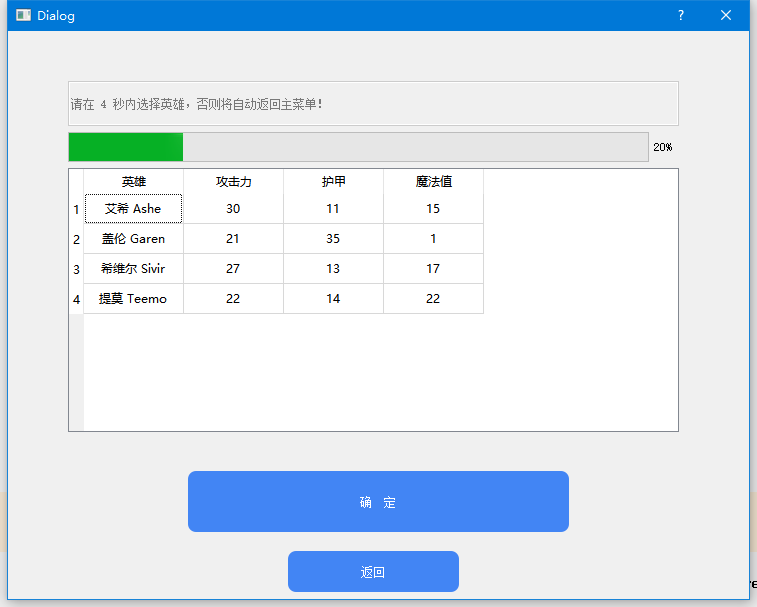 Dialog ?
请在 4 秒内选择英雄，否则将自动返回主菜单！
20%
英雄 攻击力 护甲 魔法值
1 艾希 Ashe 30 11 15
2 盖伦 Garen 21 35 1
3 希维尔 Sivir 27 13 17
4 提莫 Teemo 22 14 22
确 定
返回